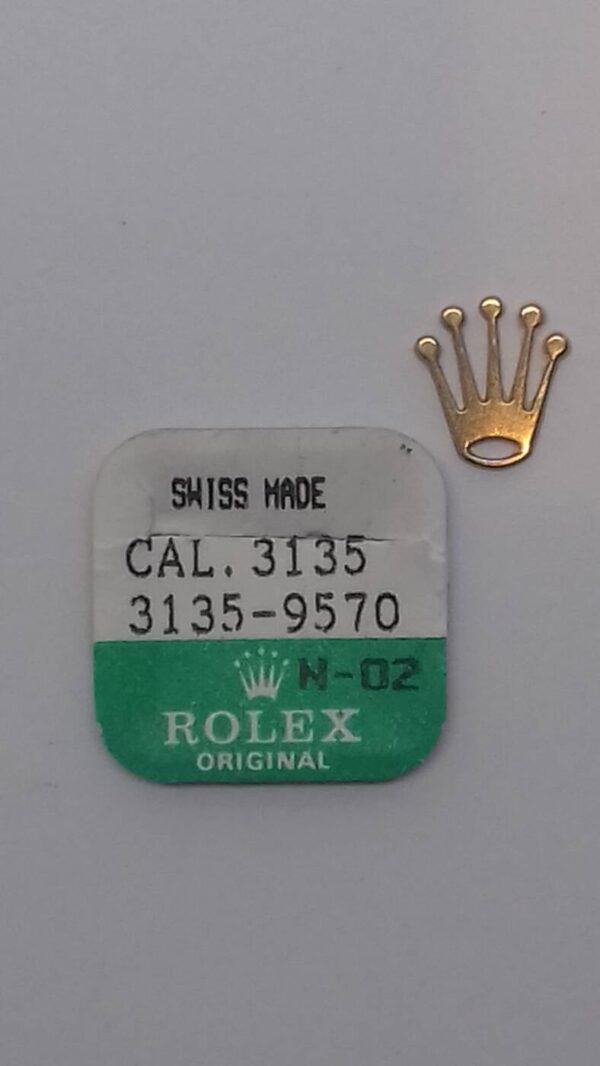 SWISS MADE
CAL. 3135
3135-9570
N-02
ROLEX
ORIGINAL